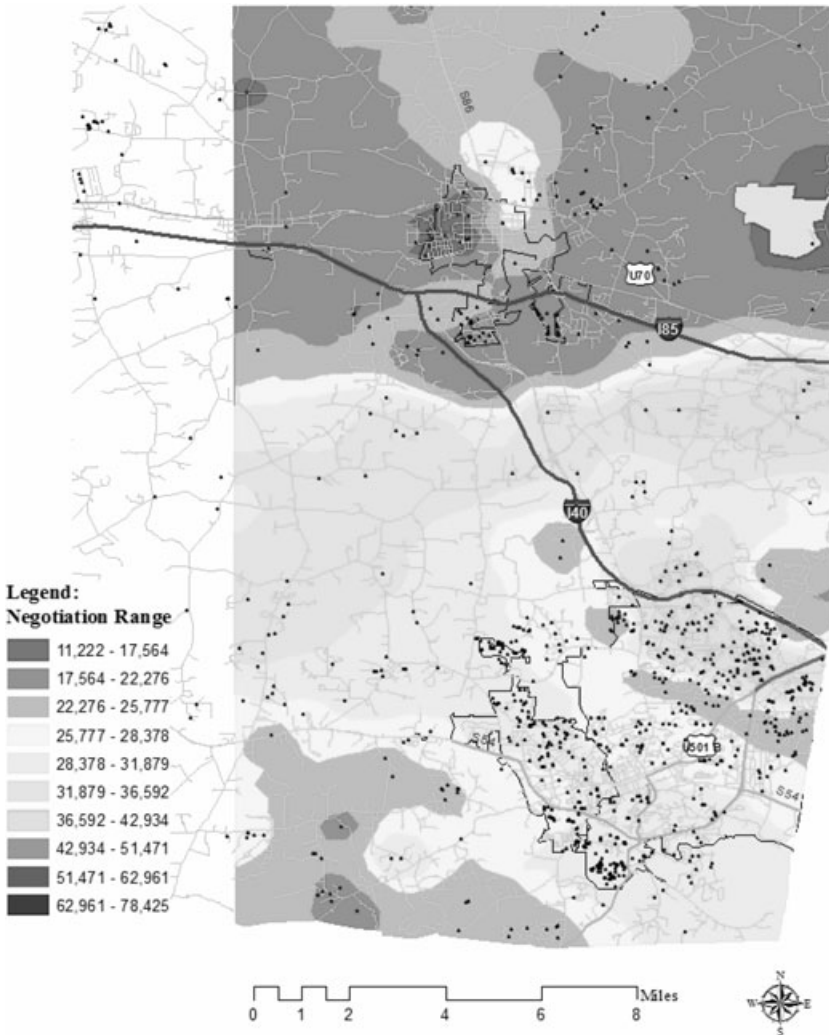 S86
U70
I85
I40
Legend:
Negotiation Range
11,222 - 17,564
17,564 - 22,276
22,276 - 25,777
25,777 - 28,378
28,378 - 31,879
31,879 - 36,592
36,592 - 42,934
42,934 - 51,471
51,471 - 62,961
62,961 - 78,425
S54
U501 B
S54
0 1 2 4 6 8 Miles
N
W E
S